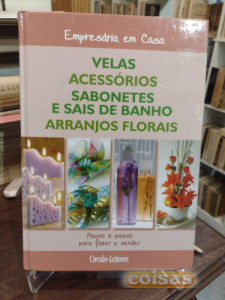 Empresária em Casa
VELAS
ACESSÓRIOS
SABONETES
E SAIS DE BANHO
ARRANJOS FLORAIS
Passo a passo
para fazer e vender
Círculo de Leitores
coisas